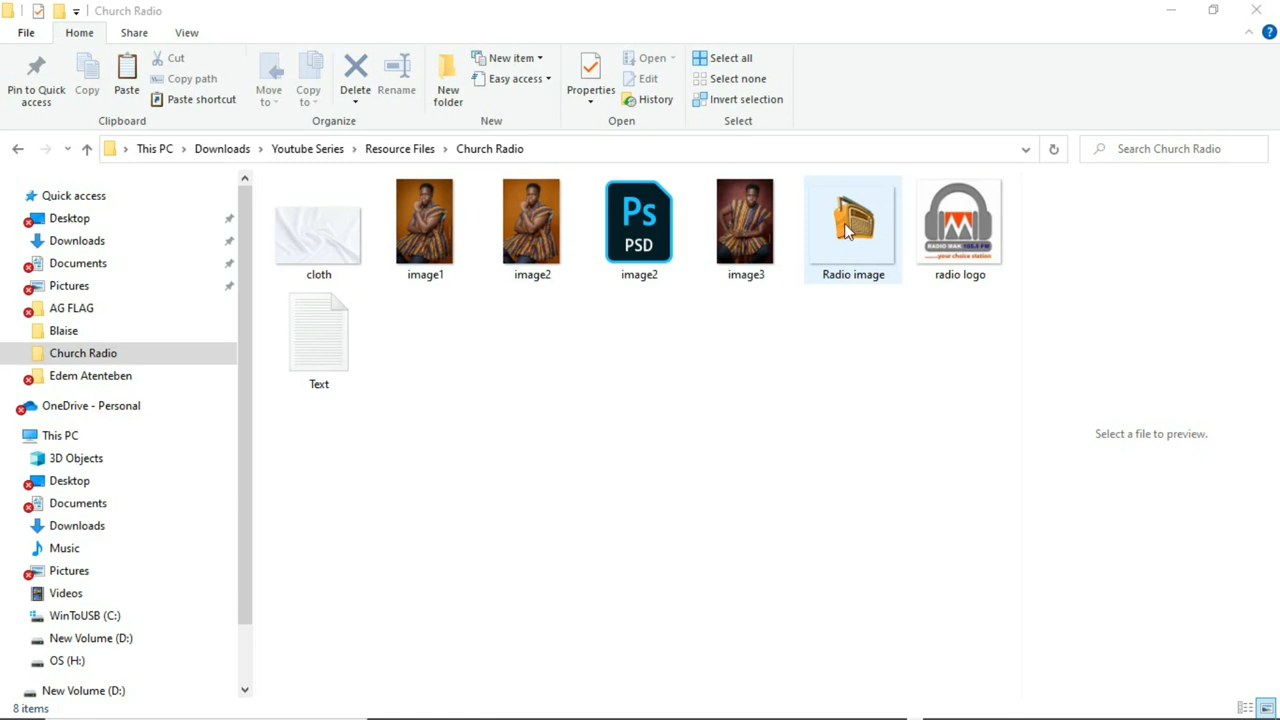 Church Radio
File Home Share View
Pin to Quick access
Copy
Paste
Cut
Copy path
Paste shortcut
Clipboard
Move to
Copy to
Delete
Rename
Organize
New folder
New item
Easy access
New
Properties
Open
Edit
History
Open
Select all
Select none
Invert selection
Select
This PC > Downloads > Youtube Series > Resource Files > Church Radio
Search Church Radio
Quick access
Desktop
Downloads
Documents
Pictures
AG FLAG
Blaise
Church Radio
Edem Atenteben
OneDrive - Personal
This PC
3D Objects
Desktop
Documents
Downloads
Music
Pictures
Videos
WinToUSB (C:)
New Volume (D:)
OS (H:)
New Volume (D:)
cloth
image1
image2
Ps
PSD
image2
image3
Radio image
your choice station
radio logo
Text
Select a file to preview.
8 items